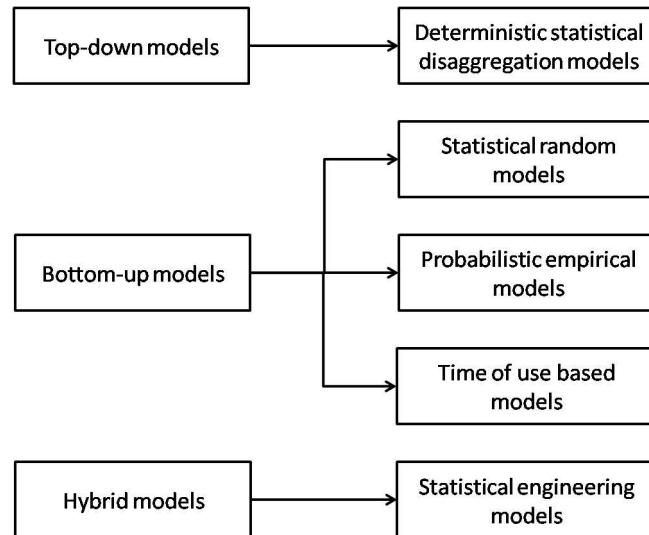 Top-down models
Deterministic statistical
disaggregation models
Statistical random
models
Bottom-up models
Probabilistic empirical
models
Time of use based
models
Hybrid models
Statistical engineering
models